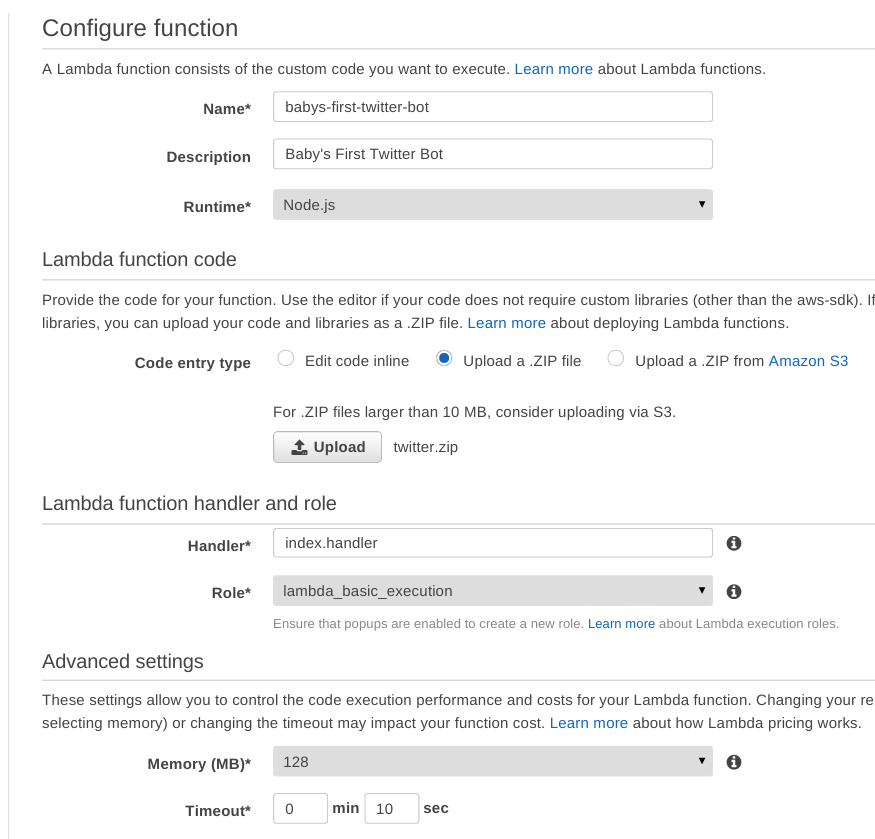 Configure function
A Lambda function consists of the custom code you want to execute. Learn more about Lambda functions.
Name* babys-first-twitter-bot
Description Baby's First Twitter Bot
Runtime* Node.js
Lambda function code
Provide the code for your function. Use the editor if your code does not require custom libraries (other than the aws-sdk). If
libraries, you can upload your code and libraries as a .ZIP file. Learn more about deploying Lambda functions.
Code entry type Edit code inline Upload a .ZIP file Upload a .ZIP from Amazon S3
For .ZIP files larger than 10 MB, consider uploading via S3.
Upload twitter.zip
Lambda function handler and role
Handler* index.handler
Role* lambda_basic_execution
Ensure that popups are enabled to create a new role. Learn more about Lambda execution roles.
Advanced settings
These settings allow you to control the code execution performance and costs for your Lambda function. Changing your re
selecting memory) or changing the timeout may impact your function cost. Learn more about how Lambda pricing works.
Memory (MB)* 128
Timeout* 0 min 10 sec